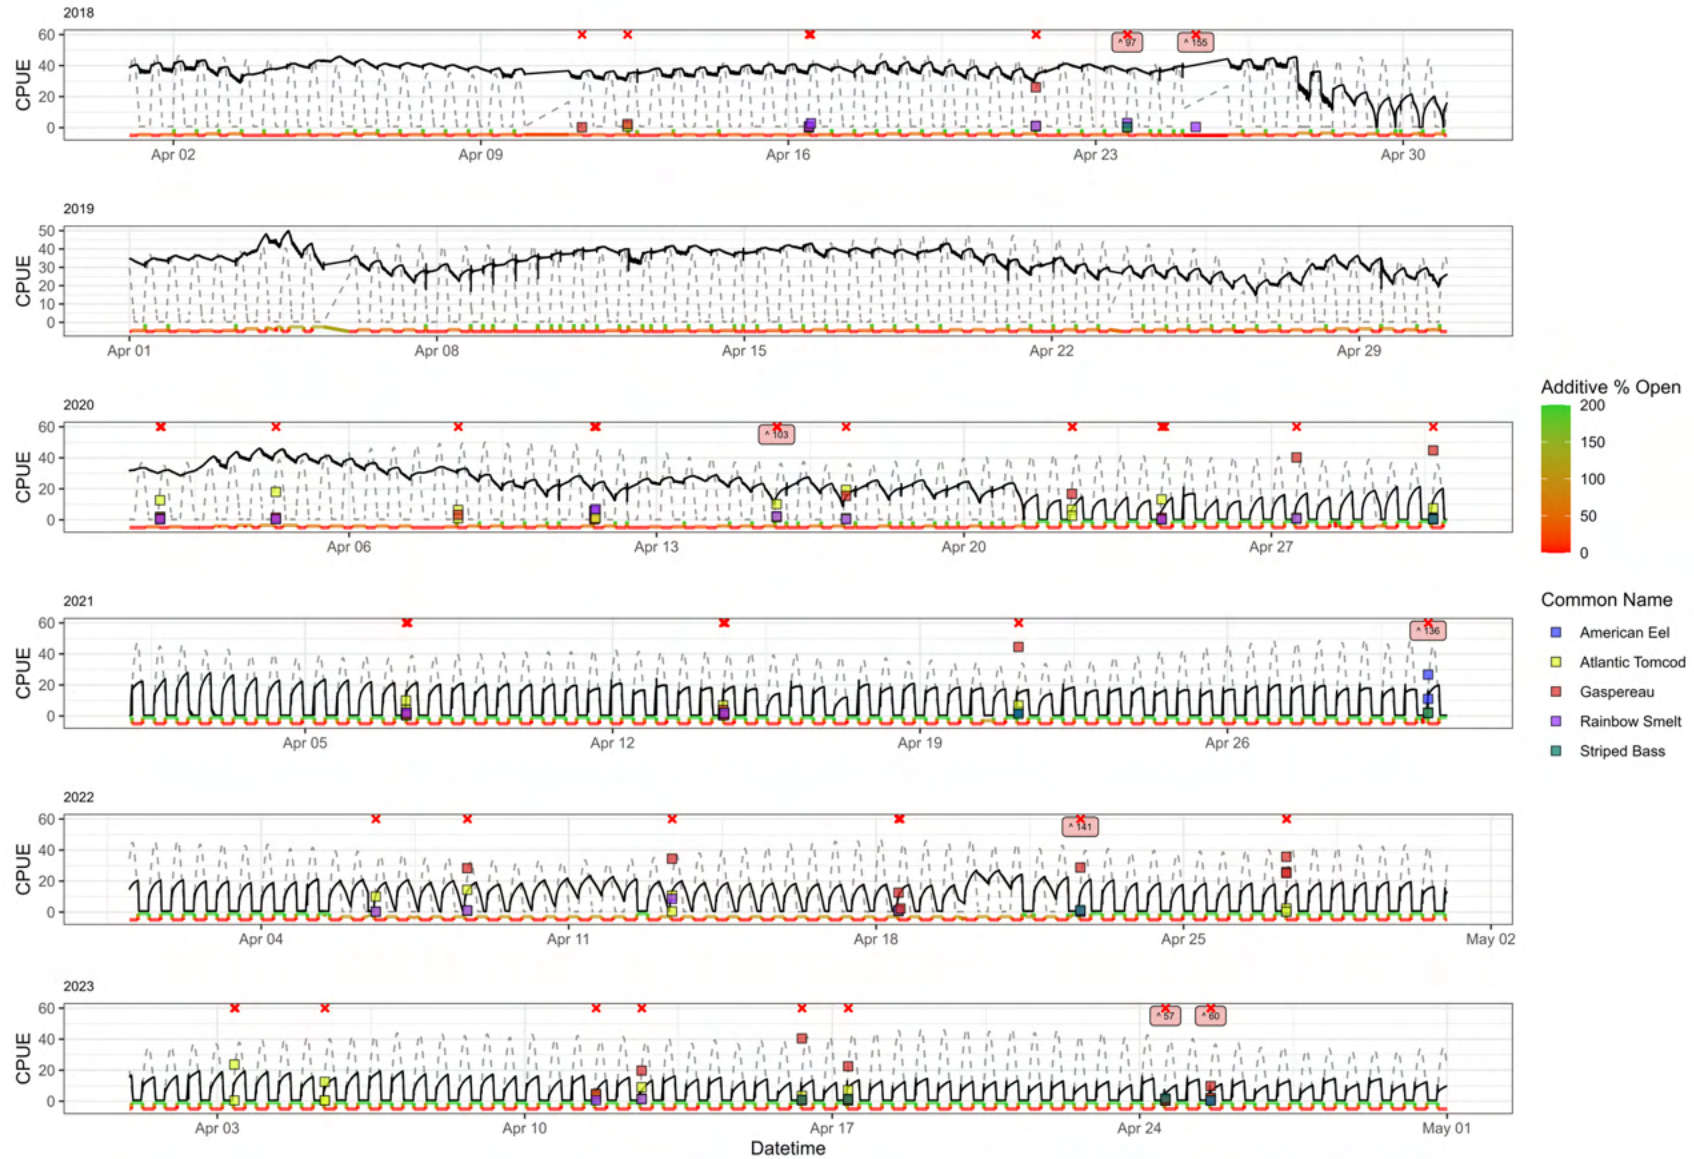 2018
60
40
20
0
CPUE
^ 97
^ 155
Apr 02
Apr 09
Apr 16
Apr 23
Apr 30
2019
50
40
30
20
10
0
CPUE
Apr 01
Apr 08
Apr 15
Apr 22
Apr 29
2020
60
40
20
0
CPUE
^ 103
Apr 06
Apr 13
Apr 20
Apr 27
2021
60
40
20
0
CPUE
^ 136
Apr 05
Apr 12
Apr 19
Apr 26
2022
60
40
20
0
CPUE
^ 141
Apr 04
Apr 11
Apr 18
Apr 25
May 02
2023
60
40
20
0
CPUE
^ 57
^ 60
Apr 03
Apr 10
Apr 17
Apr 24
May 01
Datetime
Additive % Open
200
150
100
50
0
Common Name
American Eel
Atlantic Tomcod
Gaspereau
Rainbow Smelt
Striped Bass